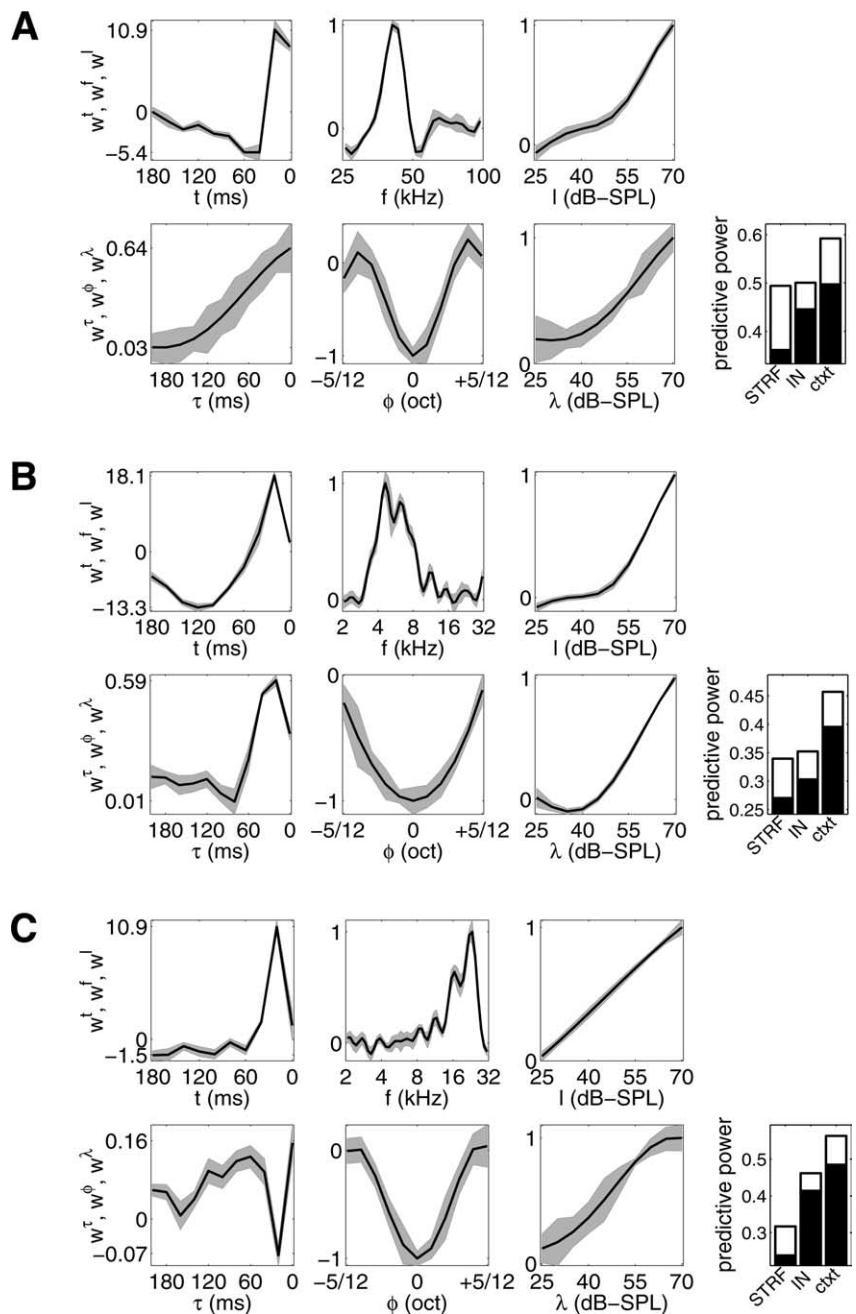 A
w^t, w^f, w^l
10.9
0
−5.4
180 120 60 0
t (ms)
1
0
25 50 100
f (kHz)
1
0
25 40 55 70
l (dB−SPL)
w^τ, w^ϕ, w^λ
0.64
0.03
180 120 60 0
τ (ms)
0
−1
−5/12 0 +5/12
ϕ (oct)
1
0
25 40 55 70
λ (dB−SPL)
predictive power
0.6
0.5
0.4
STRF IN ctxt
B
w^t, w^f, w^l
18.1
0
−13.3
180 120 60 0
t (ms)
1
0
2 4 8 16 32
f (kHz)
1
0
25 40 55 70
l (dB−SPL)
w^τ, w^ϕ, w^λ
0.59
0.01
180 120 60 0
τ (ms)
0
−1
−5/12 0 +5/12
ϕ (oct)
1
0
25 40 55 70
λ (dB−SPL)
predictive power
0.45
0.4
0.35
0.3
0.25
STRF IN ctxt
C
w^t, w^f, w^l
10.9
0
−1.5
180 120 60 0
t (ms)
1
0
2 4 8 16 32
f (kHz)
1
0
25 40 55 70
l (dB−SPL)
w^τ, w^ϕ, w^λ
0.16
0
−0.07
180 120 60 0
τ (ms)
0
−1
−5/12 0 +5/12
ϕ (oct)
1
0
25 40 55 70
λ (dB−SPL)
predictive power
0.5
0.4
0.3
STRF IN ctxt